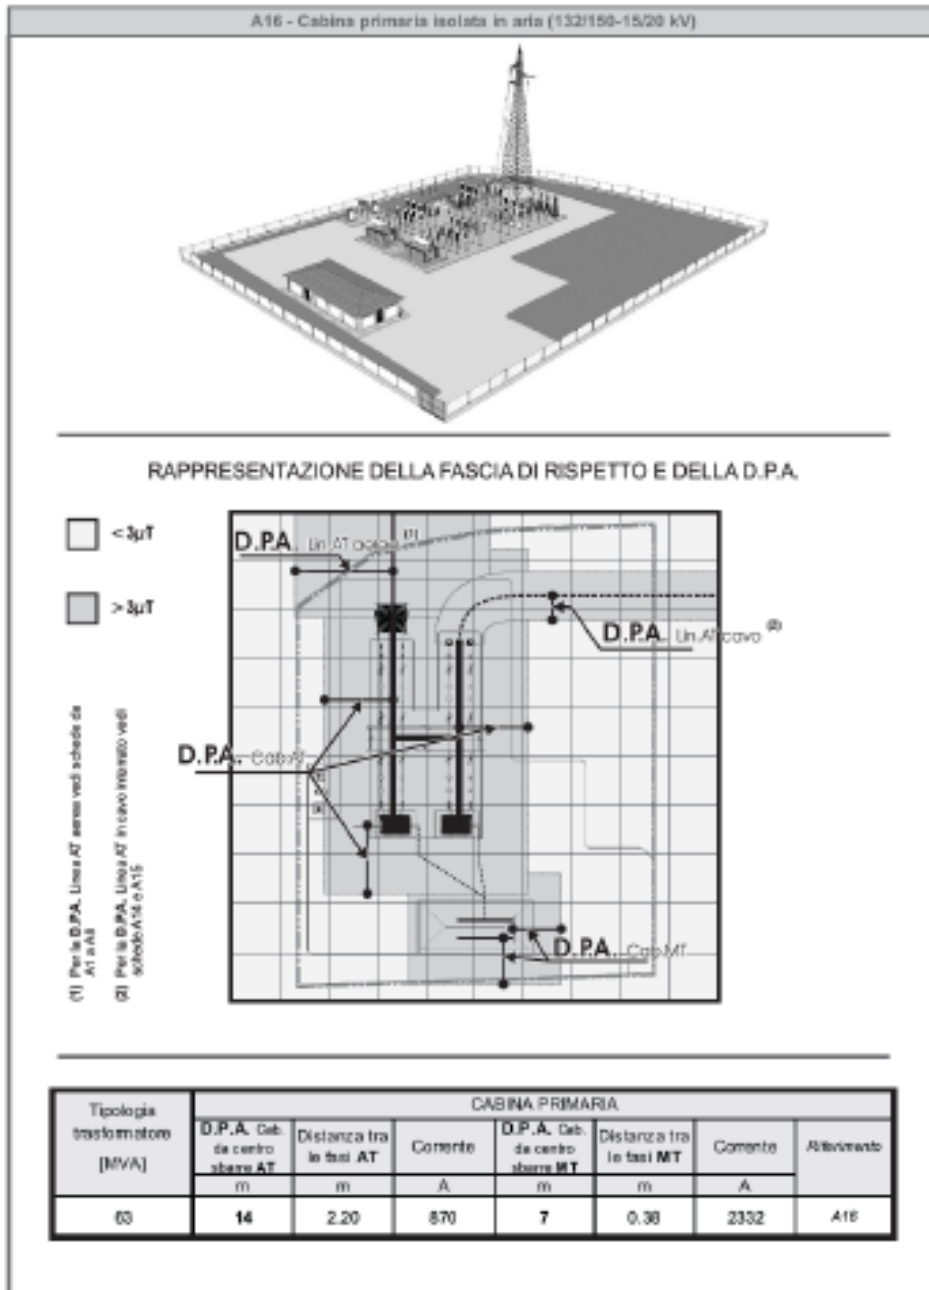 A16 - Cabina primaria isolata in aria (132/150-15/20 kV)
RAPPRESENTAZIONE DELLA FASCIA DI RISPETTO E DELLA D.P.A.
< 3µT
> 3µT
D.P.A. Lin.AT aerea (1)
D.P.A. Lin.AT cavo (2)
D.P.A. Cab.AT
D.P.A. Cab.MT
(1) Per le D.P.A. Linea AT aerea vedi schede da
A1 a A8
(2) Per le D.P.A. Linea AT in cavo interrato vedi
schede A14 e A15
Tipologia
trasformatore
[MVA]
CABINA PRIMARIA
D.P.A. Cab.
da centro
sbarre AT
Distanza tra
le fasi AT
Corrente
D.P.A. Cab.
da centro
sbarre MT
Distanza tra
le fasi MT
Corrente
Riferimento
m m A m m A
63 14 2.20 870 7 0.38 2332 A16